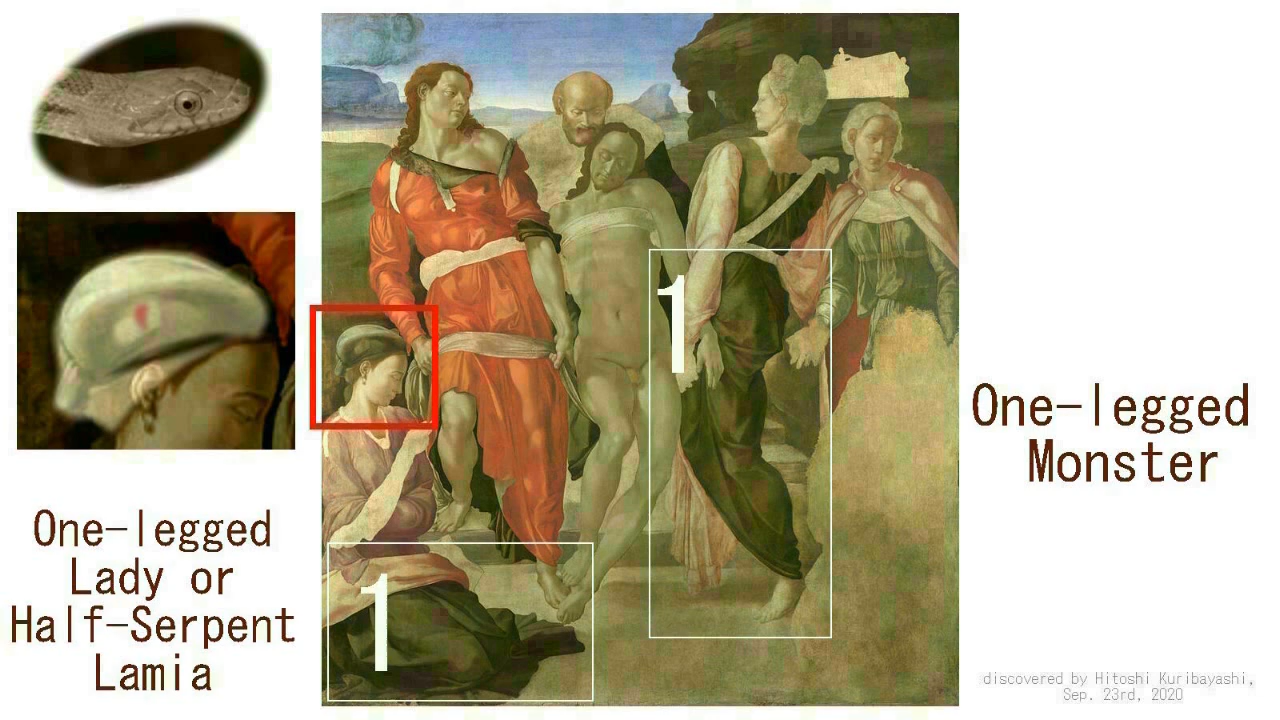 One-legged
Lady or
Half-Serpent
Lamia
1
1
One-legged
Monster
discovered by Hitoshi Kuribayashi,
Sep. 23rd, 2020